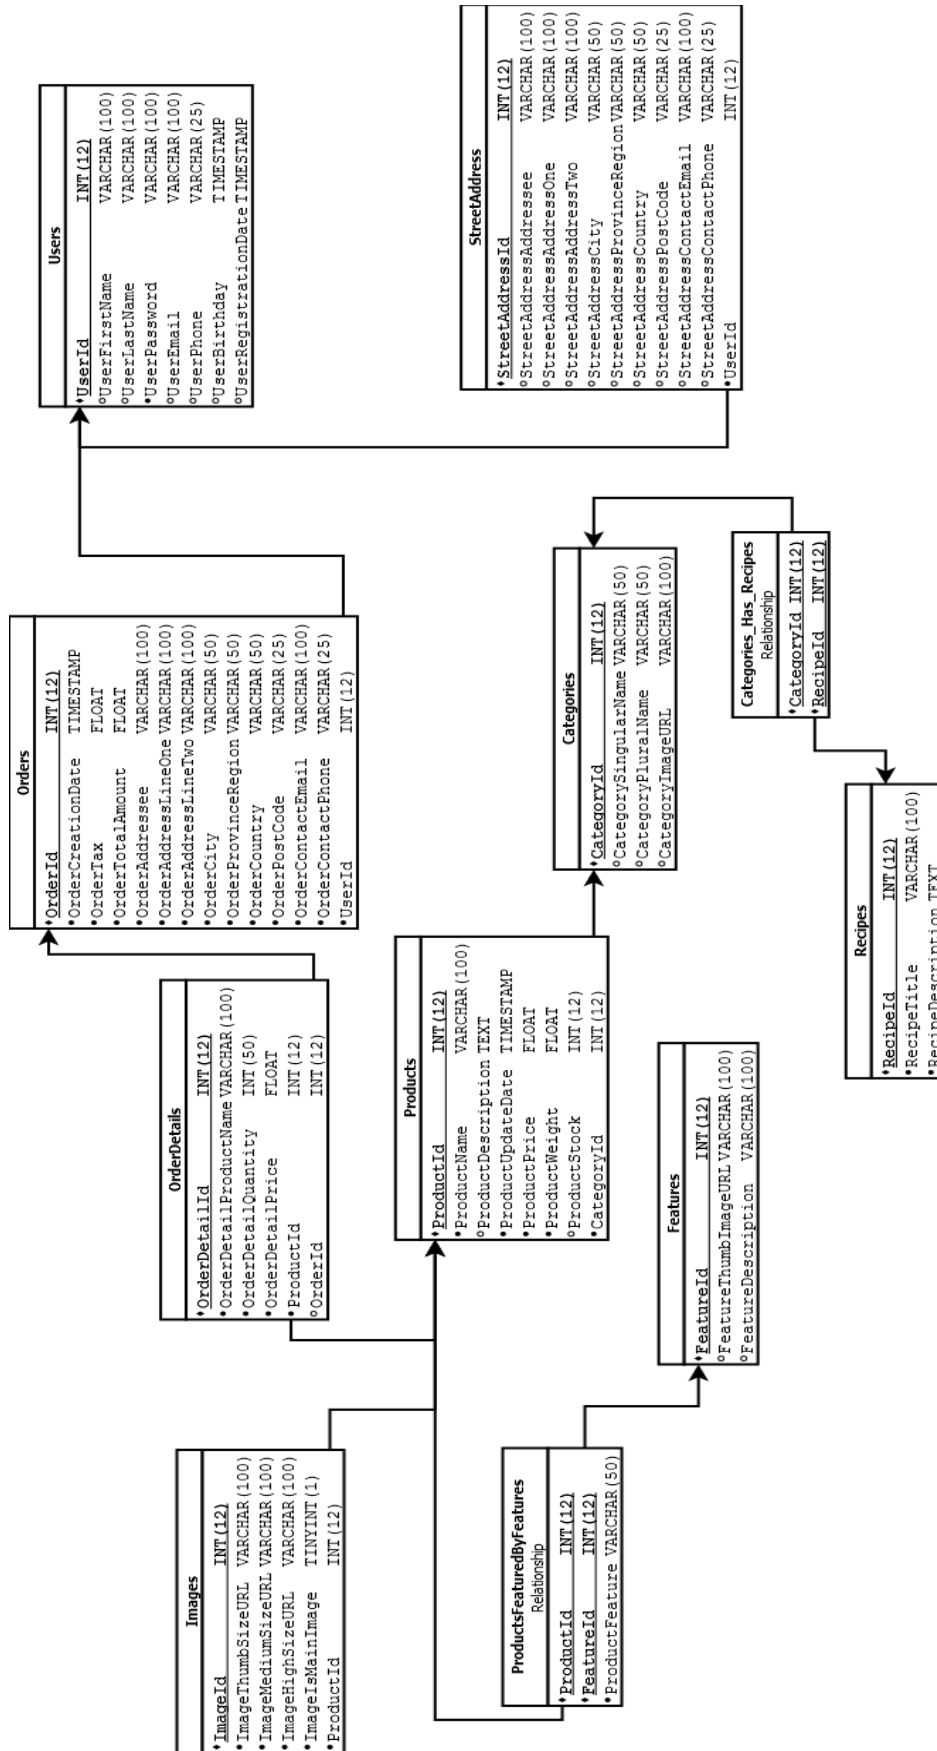 Users
*UserId INT(12)
°UserFirstName VARCHAR(100)
°UserLastName VARCHAR(100)
•UserPassword VARCHAR(100)
°UserEmail VARCHAR(100)
°UserPhone VARCHAR(25)
°UserBirthday TIMESTAMP
°UserRegistrationDate TIMESTAMP
StreetAddress
*StreetAddressId INT(12)
°StreetAddressAddressee VARCHAR(100)
°StreetAddressAddressOne VARCHAR(100)
°StreetAddressAddressTwo VARCHAR(100)
°StreetAddressCity VARCHAR(50)
°StreetAddressProvinceRegion VARCHAR(50)
°StreetAddressCountry VARCHAR(50)
°StreetAddressPostCode VARCHAR(25)
°StreetAddressContactEmail VARCHAR(100)
°StreetAddressContactPhone VARCHAR(25)
•UserId INT(12)
Orders
*OrderId INT(12)
•OrderCreationDate TIMESTAMP
•OrderTax FLOAT
•OrderTotalAmount FLOAT
•OrderAddressee VARCHAR(100)
•OrderAddressLineOne VARCHAR(100)
•OrderAddressLineTwo VARCHAR(100)
•OrderCity VARCHAR(50)
•OrderProvinceRegion VARCHAR(50)
•OrderCountry VARCHAR(50)
•OrderPostCode VARCHAR(25)
•OrderContactEmail VARCHAR(100)
•OrderContactPhone VARCHAR(25)
•UserId INT(12)
Categories
*CategoryId INT(12)
°CategorySingularName VARCHAR(50)
°CategoryPluralName VARCHAR(50)
°CategoryImageURL VARCHAR(100)
Categories_Has_Recipes
Relationship
*CategoryId INT(12)
*RecipeId INT(12)
OrderDetails
*OrderDetailId INT(12)
•OrderDetailProductName VARCHAR(100)
•OrderDetailQuantity INT(50)
•OrderDetailPrice FLOAT
•ProductId INT(12)
°OrderId INT(12)
Products
*ProductId INT(12)
•ProductName VARCHAR(100)
°ProductDescription TEXT
•ProductUpdateDate TIMESTAMP
•ProductPrice FLOAT
•ProductWeight FLOAT
°ProductStock INT(12)
•CategoryId INT(12)
Recipes
*RecipeId INT(12)
•RecipeTitle VARCHAR(100)
•RecipeDescription TEXT
Features
*FeatureId INT(12)
°FeatureThumbImageURL VARCHAR(100)
°FeatureDescription VARCHAR(100)
Images
*ImageId INT(12)
•ImageThumbSizeURL VARCHAR(100)
•ImageMediumSizeURL VARCHAR(100)
•ImageHighSizeURL VARCHAR(100)
•ImageIsMainImage TINYINT(1)
•ProductId INT(12)
ProductsFeaturedByFeatures
Relationship
*ProductId INT(12)
*FeatureId INT(12)
•ProductFeature VARCHAR(50)